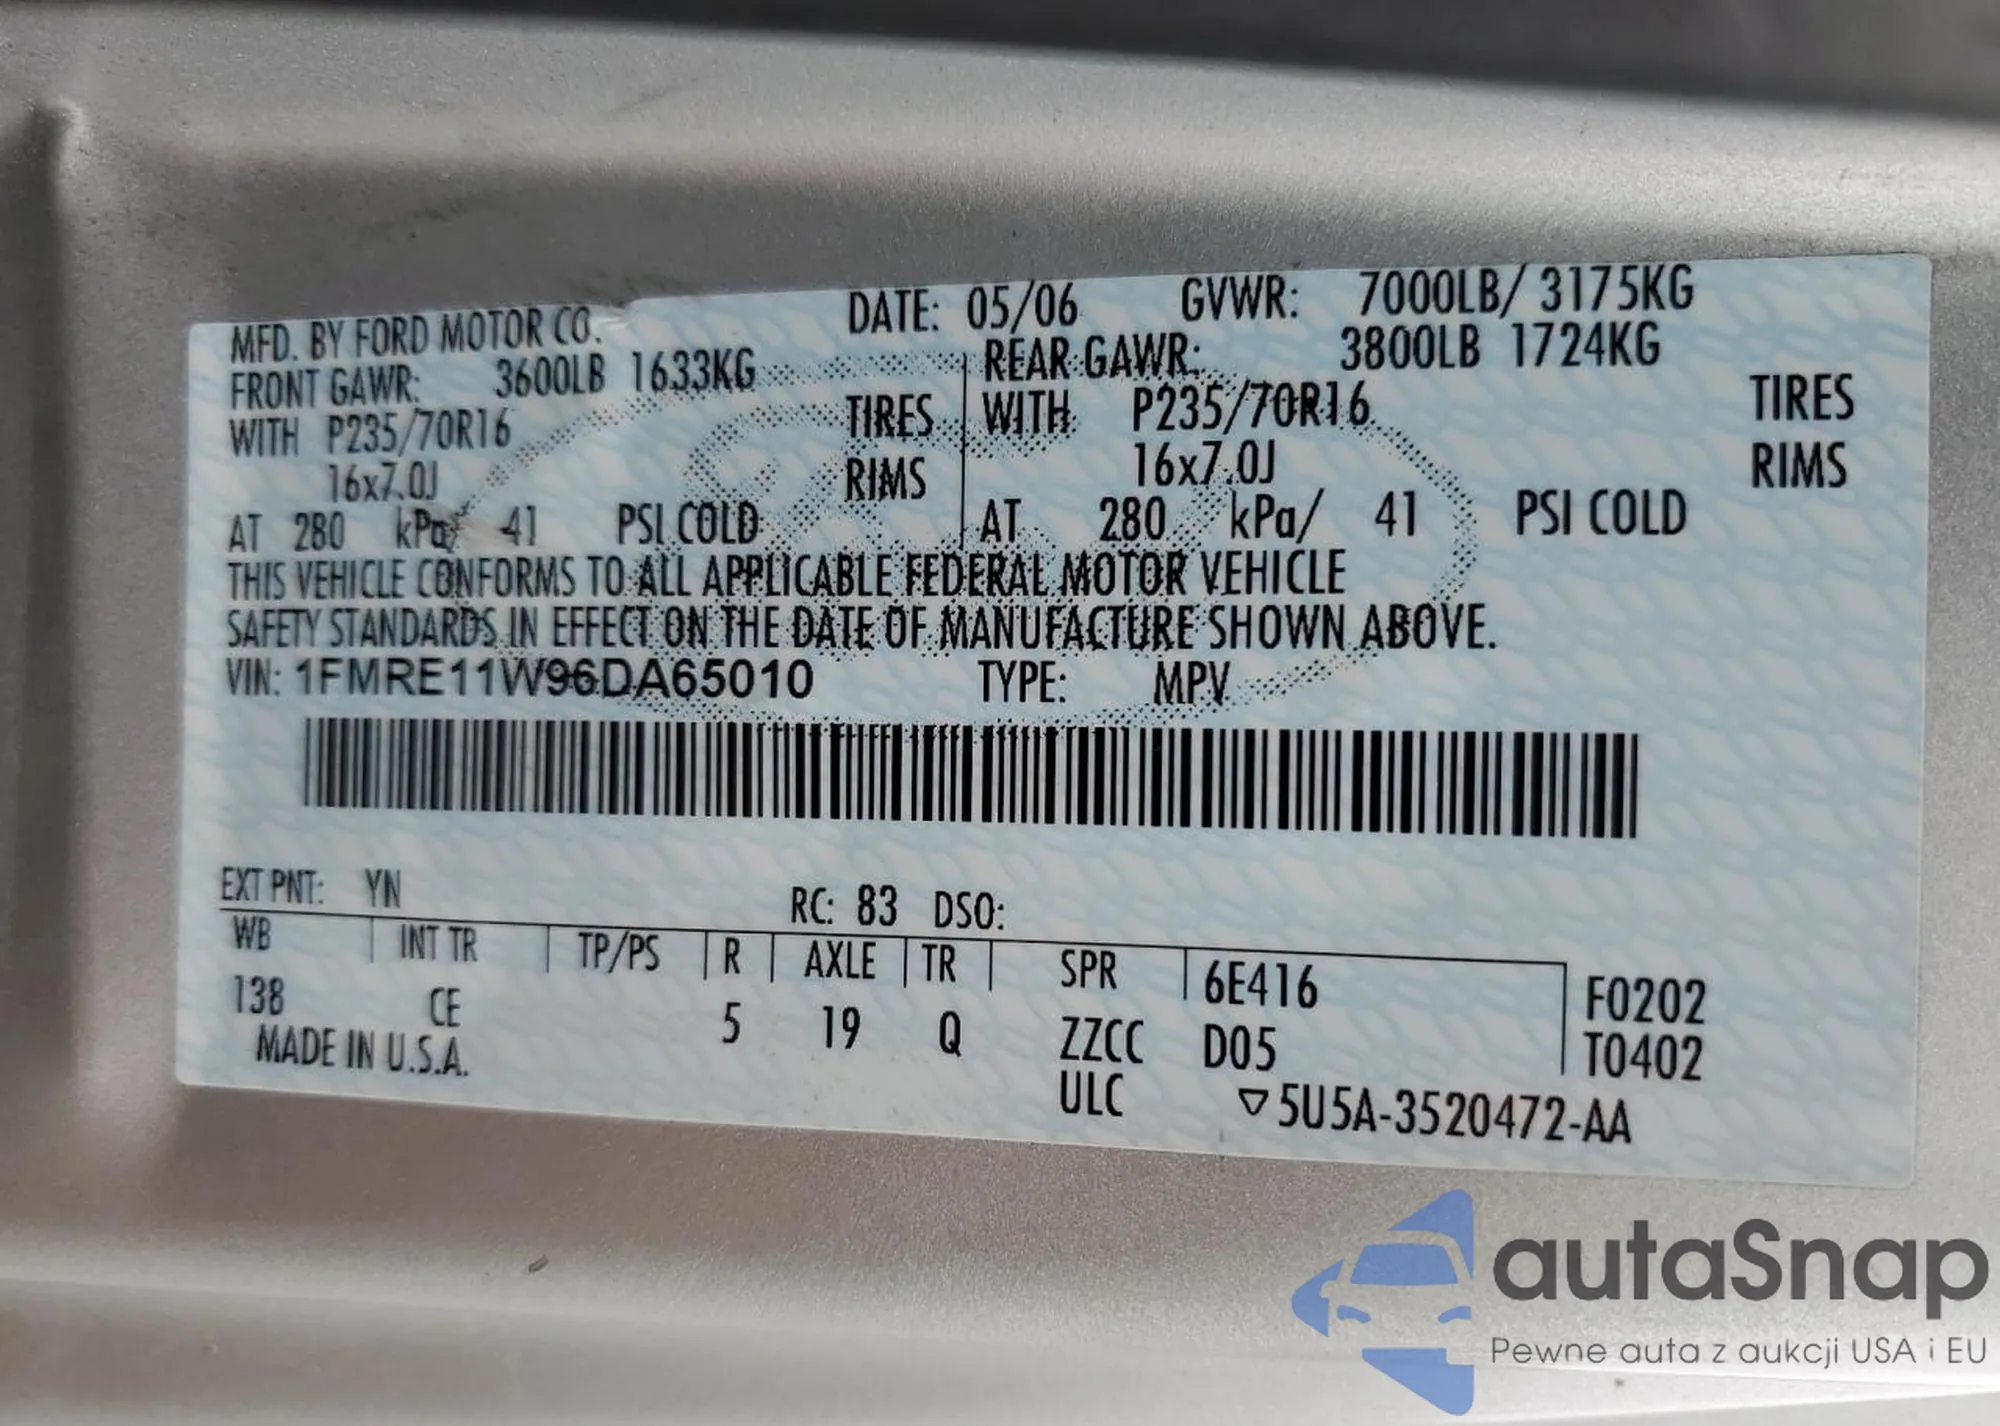 MFD. BY FORD MOTOR CO. DATE: 05/06 GVWR: 7000LB/ 3175KG
FRONT GAWR: 3600LB 1633KG REAR GAWR: 3800LB 1724KG
WITH P235/70R16 TIRES WITH P235/70R16 TIRES
16x7.0J RIMS 16x7.0J RIMS
AT 280 kPa/ 41 PSI COLD AT 280 kPa/ 41 PSI COLD
THIS VEHICLE CONFORMS TO ALL APPLICABLE FEDERAL MOTOR VEHICLE
SAFETY STANDARDS IN EFFECT ON THE DATE OF MANUFACTURE SHOWN ABOVE.
VIN: 1FMRE11W96DA65010 TYPE: MPV
EXT PNT: YN RC: 83 DSO:
WB INT TR TP/PS R AXLE TR SPR 6E416 F0202
138 CE 5 19 Q ZZCC D05 T0402
MADE IN U.S.A. ULC ▽5U5A-3520472-AA
autaSnap
Pewne auta z aukcji USA i EU